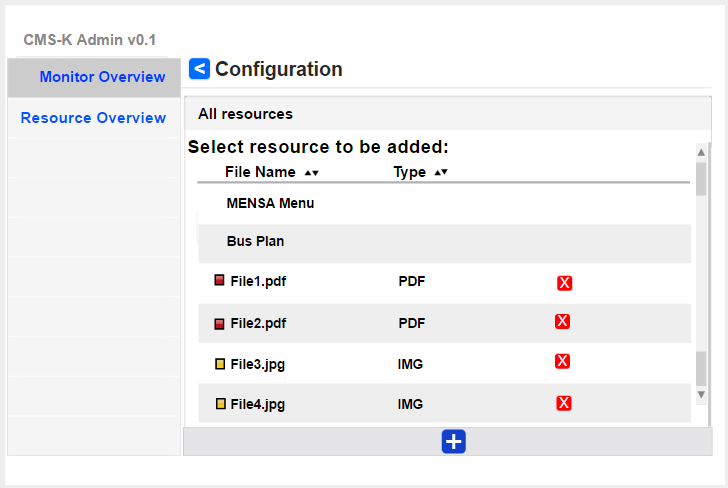 CMS-K Admin v0.1
Monitor Overview
Resource Overview
< Configuration
All resources
Select resource to be added:
File Name ▲▼ Type ▲▼
MENSA Menu
Bus Plan
File1.pdf PDF X
File2.pdf PDF X
File3.jpg IMG X
File4.jpg IMG X
+